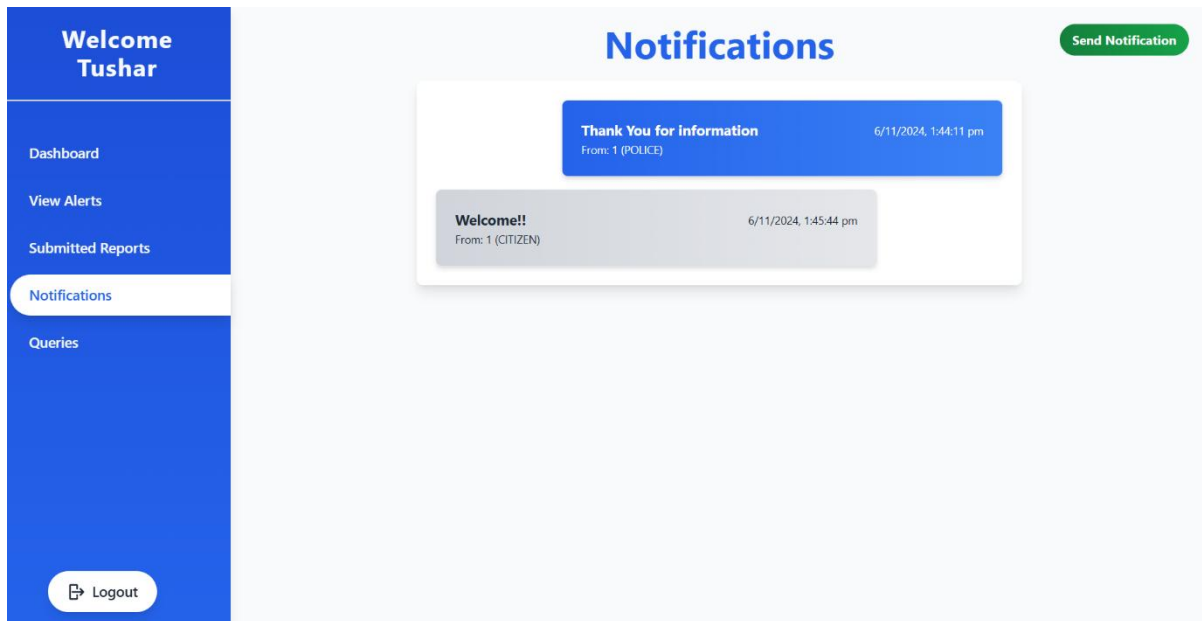 Welcome
Tushar
Dashboard
View Alerts
Submitted Reports
Notifications
Queries
Logout
Notifications
Send Notification
Thank You for information
6/11/2024, 1:44:11 pm
From: 1 (POLICE)
Welcome!!
6/11/2024, 1:45:44 pm
From: 1 (CITIZEN)